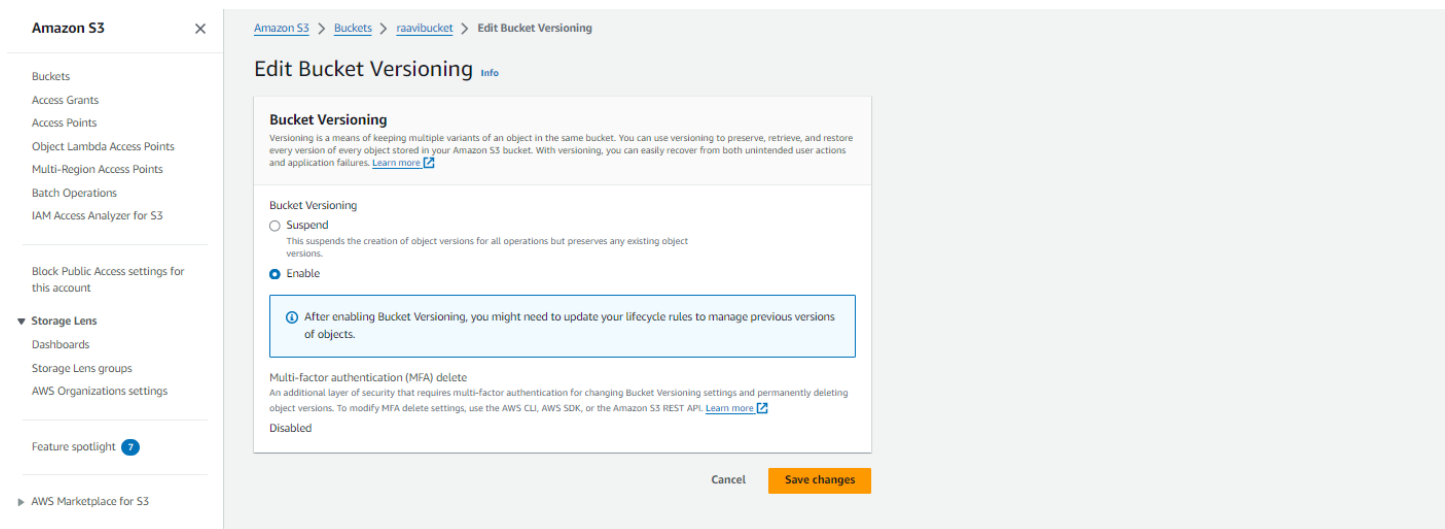 Amazon S3
Buckets
Access Grants
Access Points
Object Lambda Access Points
Multi-Region Access Points
Batch Operations
IAM Access Analyzer for S3
Block Public Access settings for
this account
Storage Lens
Dashboards
Storage Lens groups
AWS Organizations settings
Feature spotlight 7
AWS Marketplace for S3
Amazon S3 > Buckets > raavibucket > Edit Bucket Versioning
Edit Bucket Versioning Info
Bucket Versioning
Versioning is a means of keeping multiple variants of an object in the same bucket. You can use versioning to preserve, retrieve, and restore
every version of every object stored in your Amazon S3 bucket. With versioning, you can easily recover from both unintended user actions
and application failures. Learn more
Bucket Versioning
Suspend
This suspends the creation of object versions for all operations but preserves any existing object
versions.
Enable
After enabling Bucket Versioning, you might need to update your lifecycle rules to manage previous versions
of objects.
Multi-factor authentication (MFA) delete
An additional layer of security that requires multi-factor authentication for changing Bucket Versioning settings and permanently deleting
object versions. To modify MFA delete settings, use the AWS CLI, AWS SDK, or the Amazon S3 REST API. Learn more
Disabled
Cancel Save changes